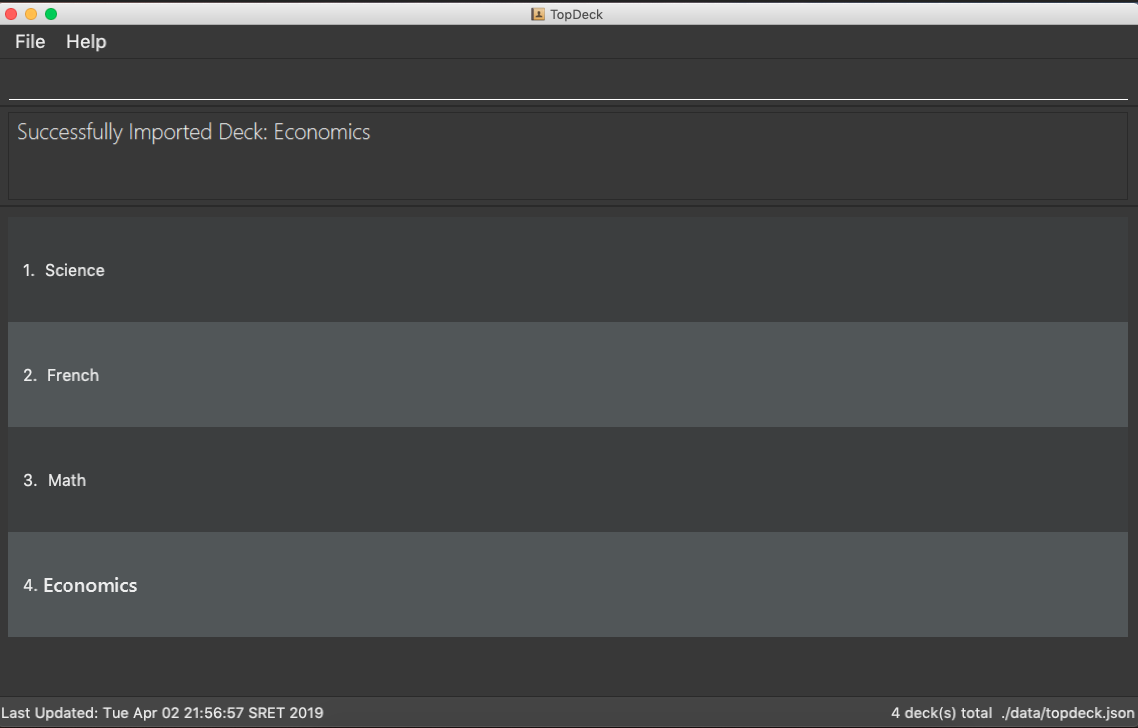 TopDeck
File Help
Successfully Imported Deck: Economics
1. Science
2. French
3. Math
4. Economics
Last Updated: Tue Apr 02 21:56:57 SRET 2019 4 deck(s) total ./data/topdeck.json